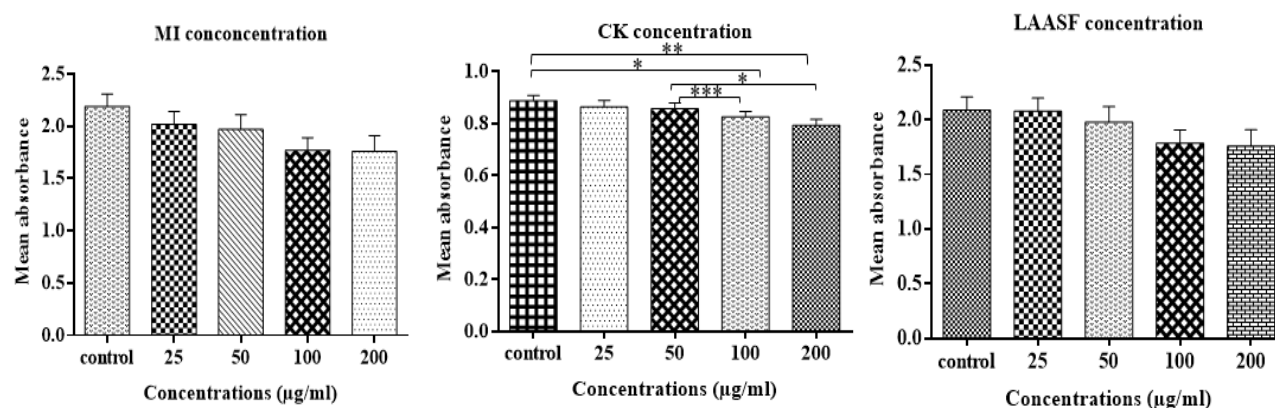 MI conconcentration
2.5
2.0
1.5
1.0
0.5
0.0
Mean absorbance
control 25 50 100 200
Concentrations (µg/ml)
CK concentration
**
*
*
***
1.0
0.8
0.6
0.4
0.2
0.0
Mean absorbance
control 25 50 100 200
Concentrations (µg/ml)
LAASF concentration
2.5
2.0
1.5
1.0
0.5
0.0
Mean absorbance
control 25 50 100 200
Concentrations (µg/ml)